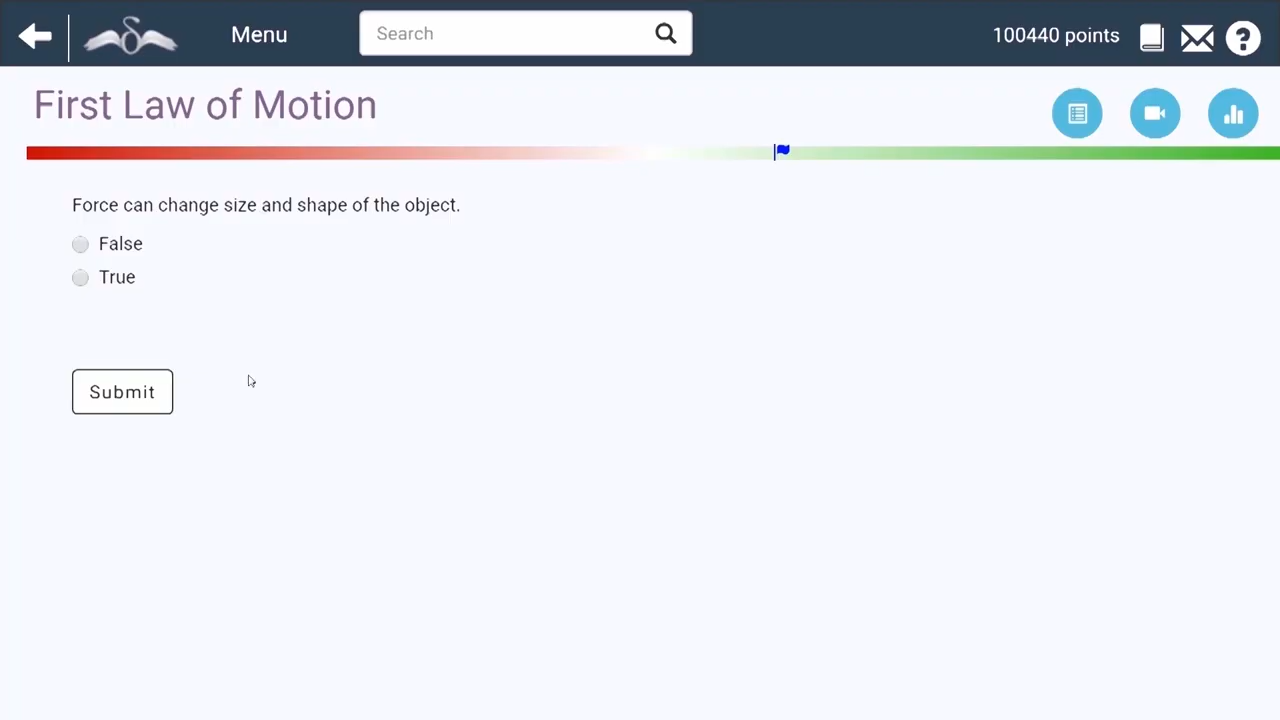 Menu
Search
100440 points
First Law of Motion
Force can change size and shape of the object.
False
True
Submit